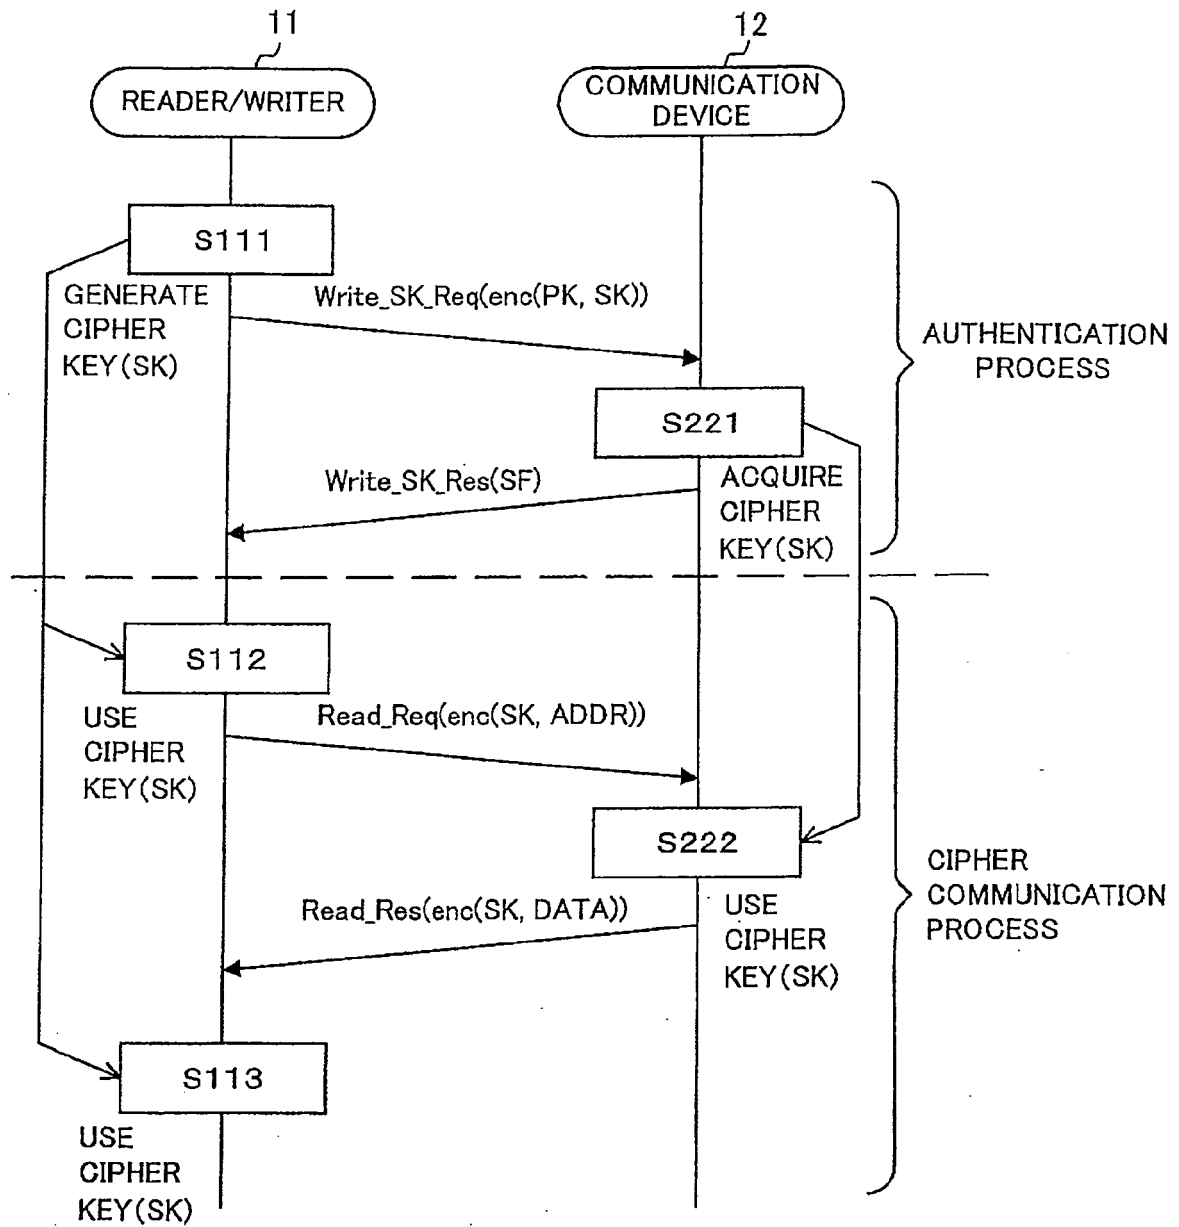 11
12
READER/WRITER
COMMUNICATION
DEVICE
S111
GENERATE
CIPHER
KEY(SK)
Write_SK_Req(enc(PK, SK))
AUTHENTICATION
PROCESS
S221
Write_SK_Res(SF)
ACQUIRE
CIPHER
KEY(SK)
S112
USE
CIPHER
KEY(SK)
Read_Req(enc(SK, ADDR))
S222
CIPHER
COMMUNICATION
PROCESS
Read_Res(enc(SK, DATA))
USE
CIPHER
KEY(SK)
S113
USE
CIPHER
KEY(SK)